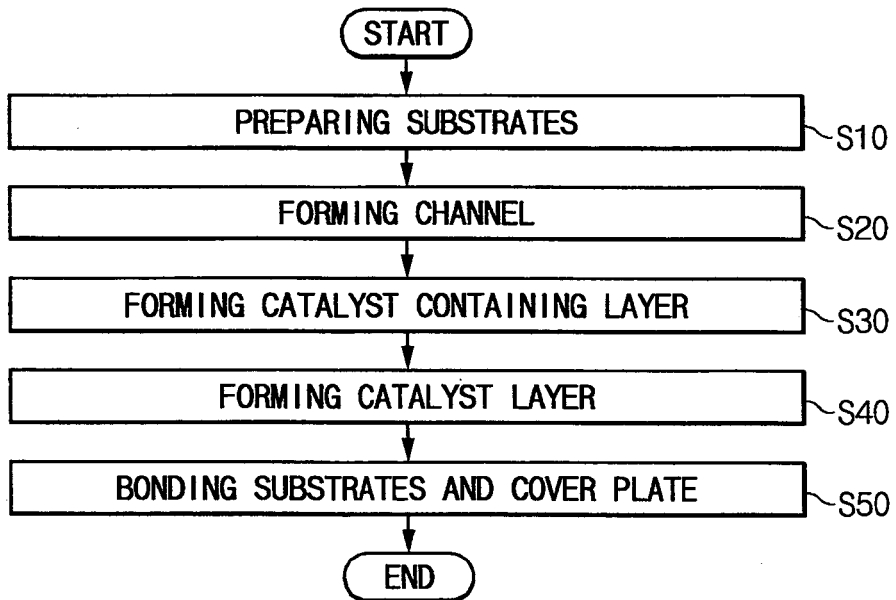 START
PREPARING SUBSTRATES
S10
FORMING CHANNEL
S20
FORMING CATALYST CONTAINING LAYER
S30
FORMING CATALYST LAYER
S40
BONDING SUBSTRATES AND COVER PLATE
S50
END